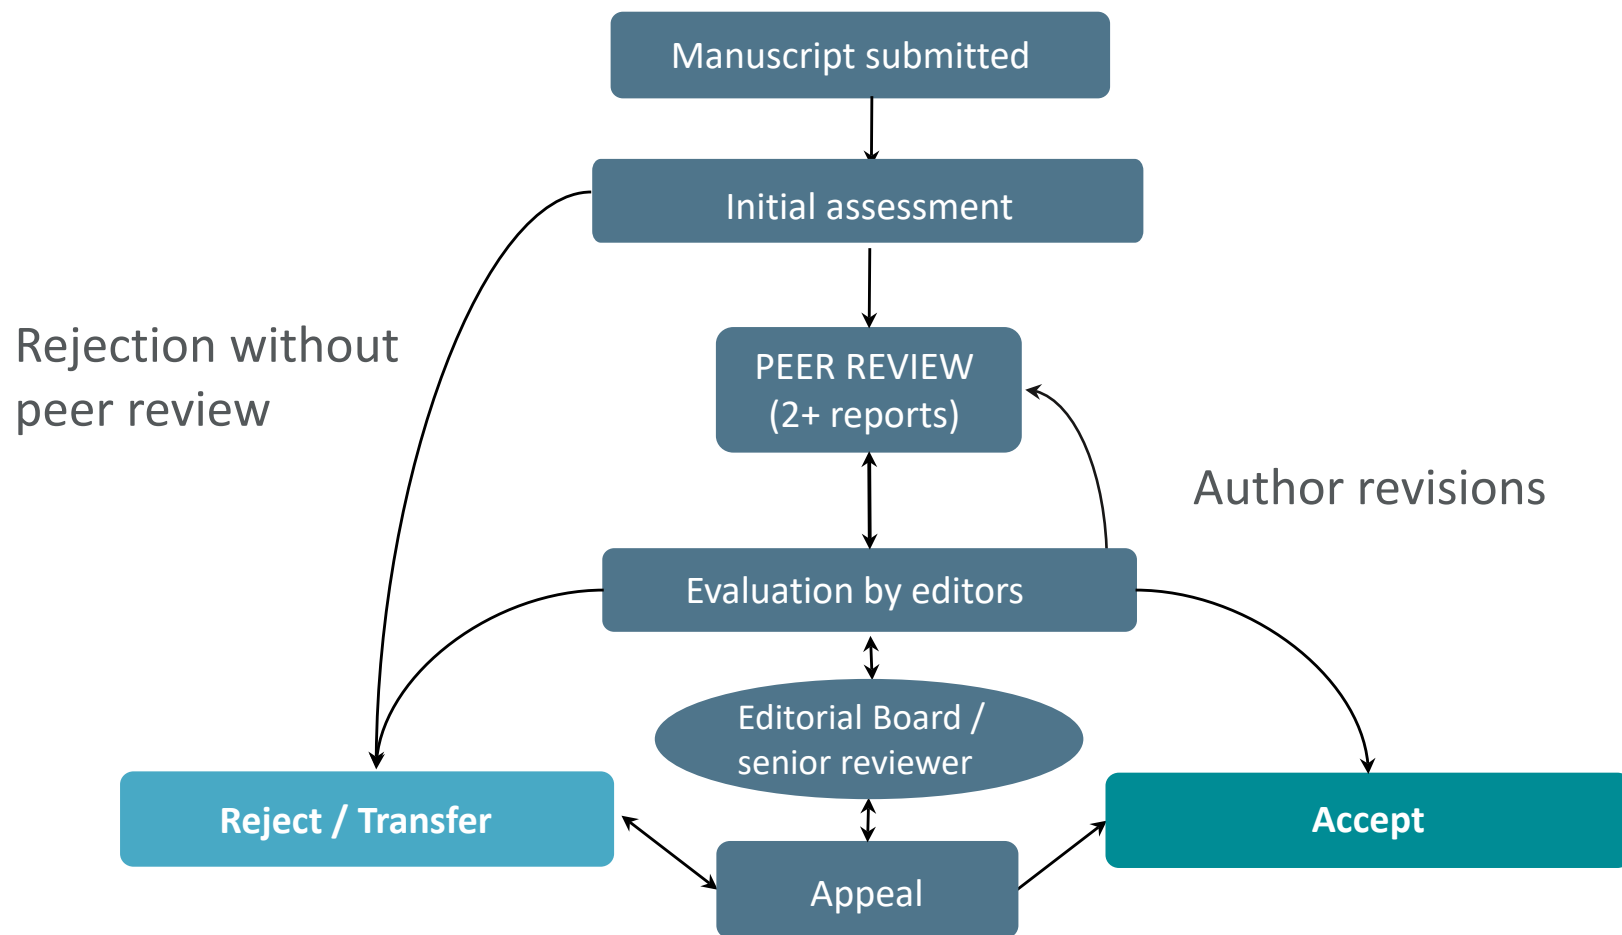 Manuscript submitted
Initial assessment
Rejection without
peer review
PEER REVIEW
(2+ reports)
Author revisions
Evaluation by editors
Editorial Board /
senior reviewer
Reject / Transfer
Accept
Appeal